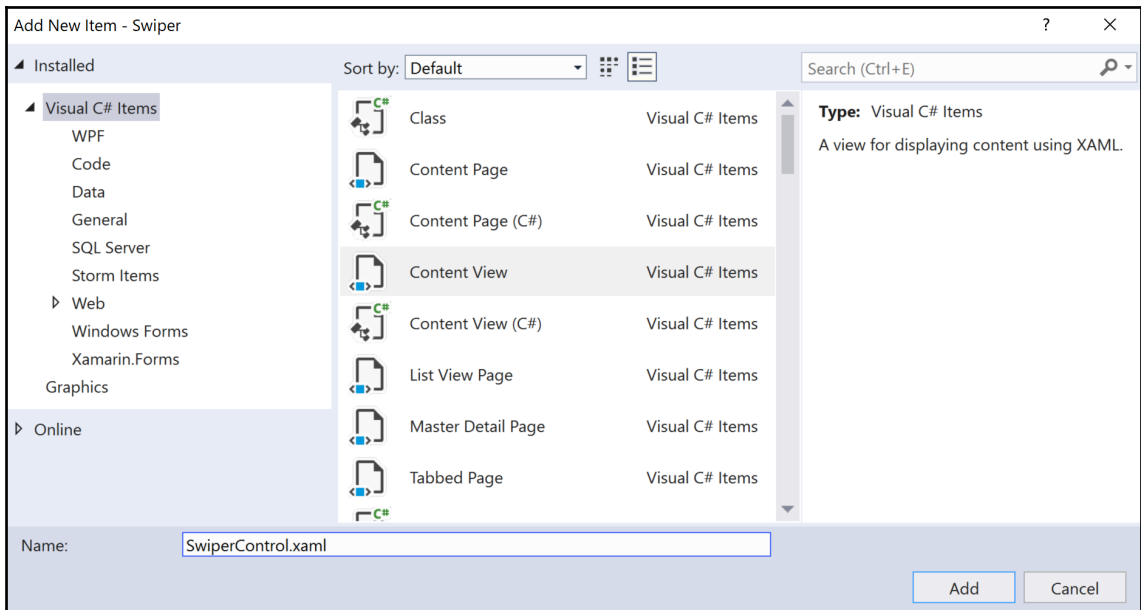 Add New Item - Swiper
?
Installed
Sort by: Default
Search (Ctrl+E)
Visual C# Items
WPF
Code
Data
General
SQL Server
Storm Items
Web
Windows Forms
Xamarin.Forms
Graphics
Online
C# Class Visual C# Items
Content Page Visual C# Items
C# Content Page (C#) Visual C# Items
Content View Visual C# Items
C# Content View (C#) Visual C# Items
List View Page Visual C# Items
Master Detail Page Visual C# Items
Tabbed Page Visual C# Items
C#
Type: Visual C# Items
A view for displaying content using XAML.
Name: SwiperControl.xaml
Add Cancel